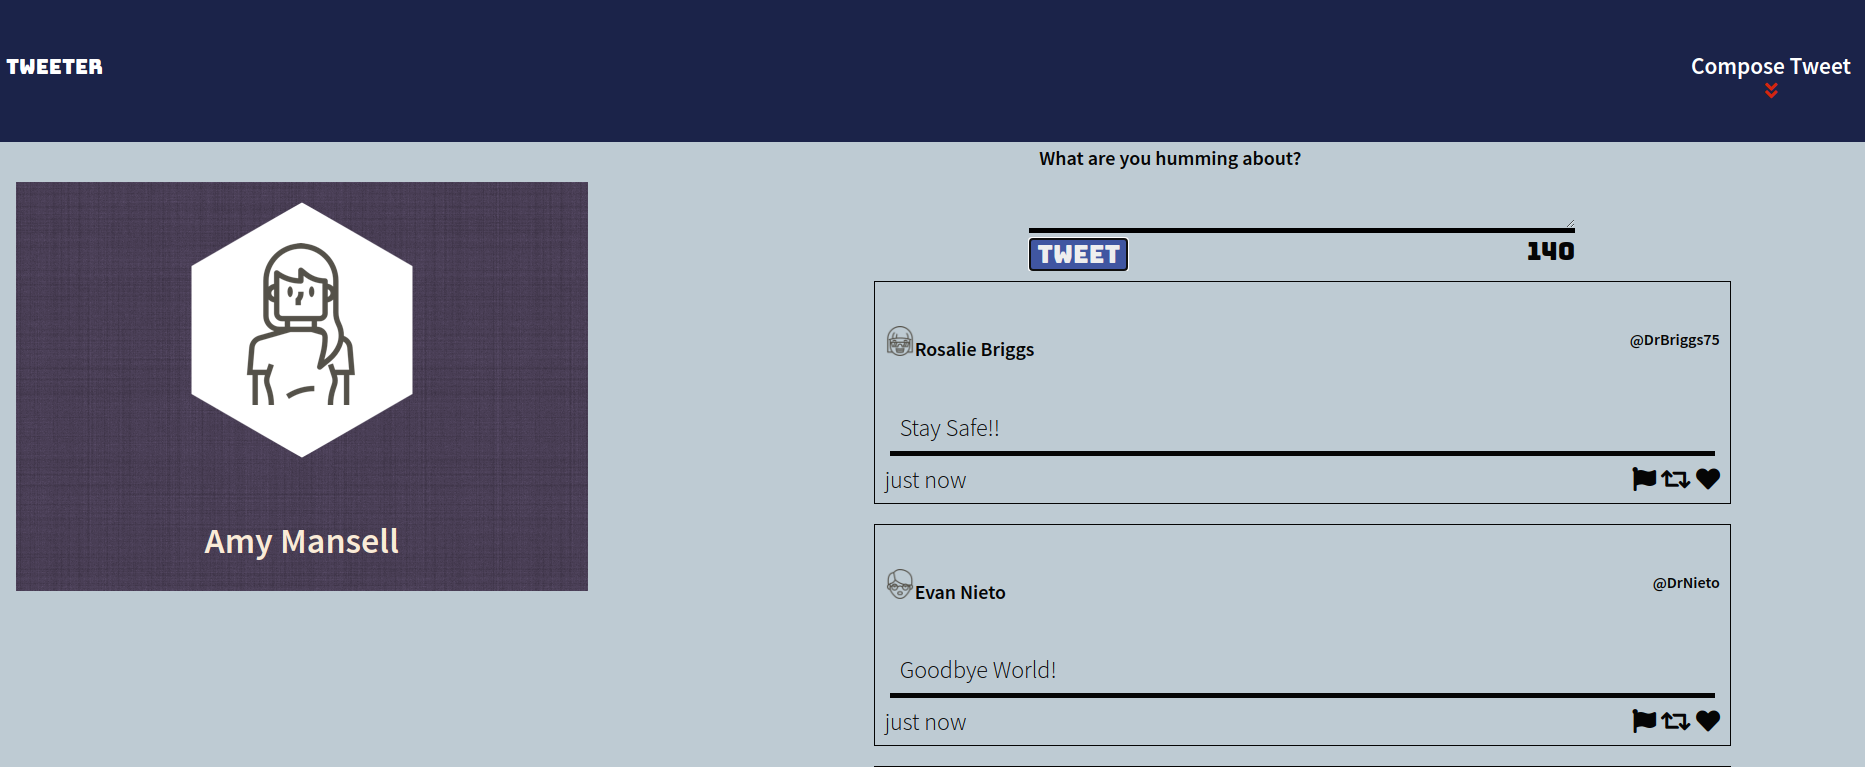 TWEETER
Compose Tweet
What are you humming about?
TWEET
140
Amy Mansell
Rosalie Briggs
@DrBriggs75
Stay Safe!!
just now
Evan Nieto
@DrNieto
Goodbye World!
just now